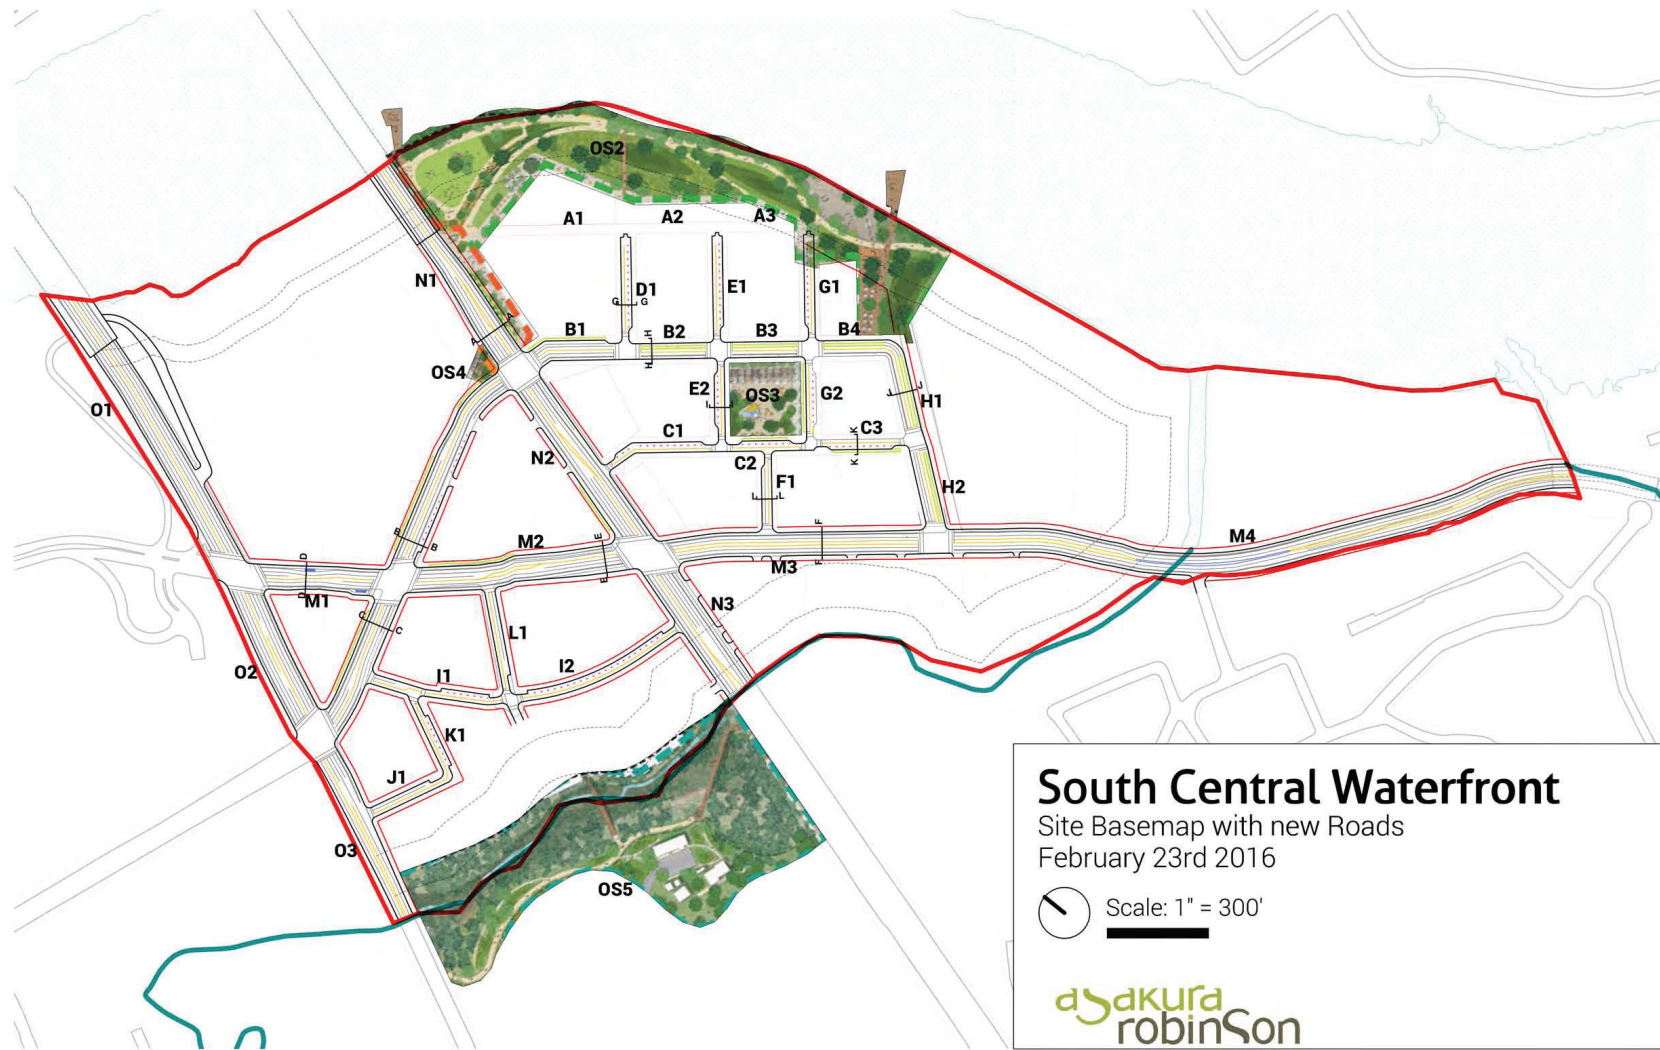 OS2
A1
A2
A3
N1
D1
G
G
E1
G1
B1
H
B2
B3
B4
A
A
H
OS4
O1
E2
OS3
G2
J
J
H1
C1
K
C3
N2
K
C2
F1
L
L
H2
F
B
B
M2
E
M4
D
E
F
M3
D
M1
C
C
N3
L1
O2
I1
I2
K1
J1
O3
OS5
South Central Waterfront
Site Basemap with new Roads
February 23rd 2016
Scale: 1" = 300'
asakura
robinson